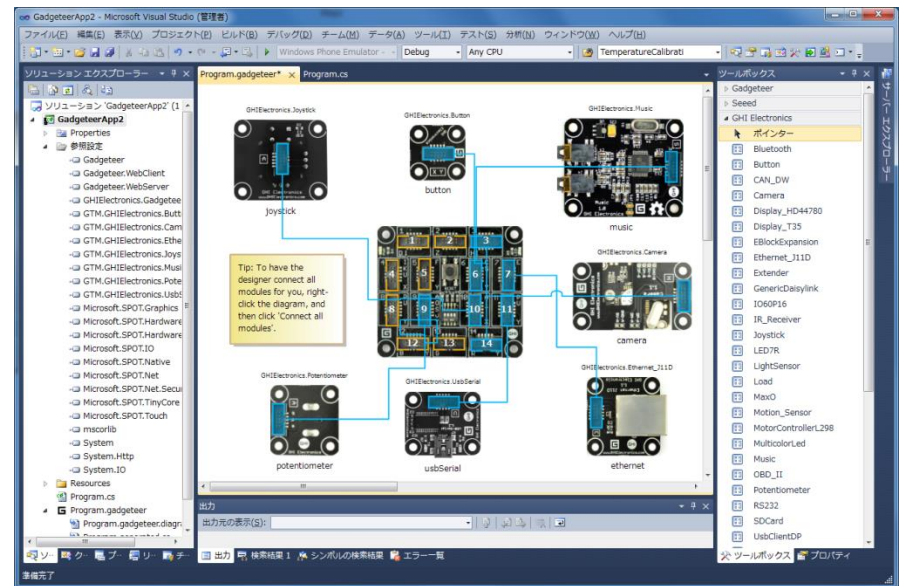 GadgeteerApp2 - Microsoft Visual Studio (管理者)
ファイル(F) 編集(E) 表示(V) プロジェクト(P) ビルド(B) デバッグ(D) チーム(M) データ(A) ツール(T) テスト(S) 分析(N) ウィンドウ(W) ヘルプ(H)
Windows Phone Emulator Debug Any CPU TemperatureCalibrati
ソリューション エクスプローラー
ソリューション 'GadgeteerApp2' (1
GadgeteerApp2
Properties
参照設定
Gadgeteer
Gadgeteer.WebClient
Gadgeteer.WebServer
GHIElectronics.Gadgetee
GTM.GHIElectronics.Butt
GTM.GHIElectronics.Cam
GTM.GHIElectronics.Ethe
GTM.GHIElectronics.Joys
GTM.GHIElectronics.Musi
GTM.GHIElectronics.Pote
GTM.GHIElectronics.UsbS
Microsoft.SPOT.Graphics
Microsoft.SPOT.Hardware
Microsoft.SPOT.Hardware
Microsoft.SPOT.IO
Microsoft.SPOT.Native
Microsoft.SPOT.Net
Microsoft.SPOT.Net.Secu
Microsoft.SPOT.TinyCore
Microsoft.SPOT.Touch
mscorlib
System
System.Http
System.IO
Resources
Program.cs
Program.gadgeteer
Program.gadgeteer.diagr
Program.gadgeteer* Program.cs
GHIElectronics.Joystick
joystick
GHIElectronics.Button
button
GHIElectronics.Music
Music
1.0
GHI Electronics
music
1 2 3
4 5 6 7
8 9 10 11
12 13 14
Tip: To have the
designer connect all
modules for you, right-
click the diagram, and
then click 'Connect all
modules'.
GHIElectronics.Camera
camera
GHIElectronics.Potentiometer
potentiometer
GHIElectronics.UsbSerial
usbSerial
GHIElectronics.Ethernet_J11D
ethernet
出力
出力元の表示(S):
ツールボックス
Gadgeteer
Seeed
GHI Electronics
ポインター
Bluetooth
Button
CAN_DW
Camera
Display_HD44780
Display_T35
EBlockExpansion
Ethernet_J11D
Extender
GenericDaisylink
IO60P16
IR_Receiver
Joystick
LED7R
LightSensor
Load
MaxO
Motion_Sensor
MotorControllerL298
MulticolorLed
Music
OBD_II
Potentiometer
RS232
SDCard
UsbClientDP
サーバー エクスプローラー
ソ… ク… プ… リ… チ… 出力 検索結果 1 シンボルの検索結果 エラー一覧 ツールボックス プロパティ
準備完了